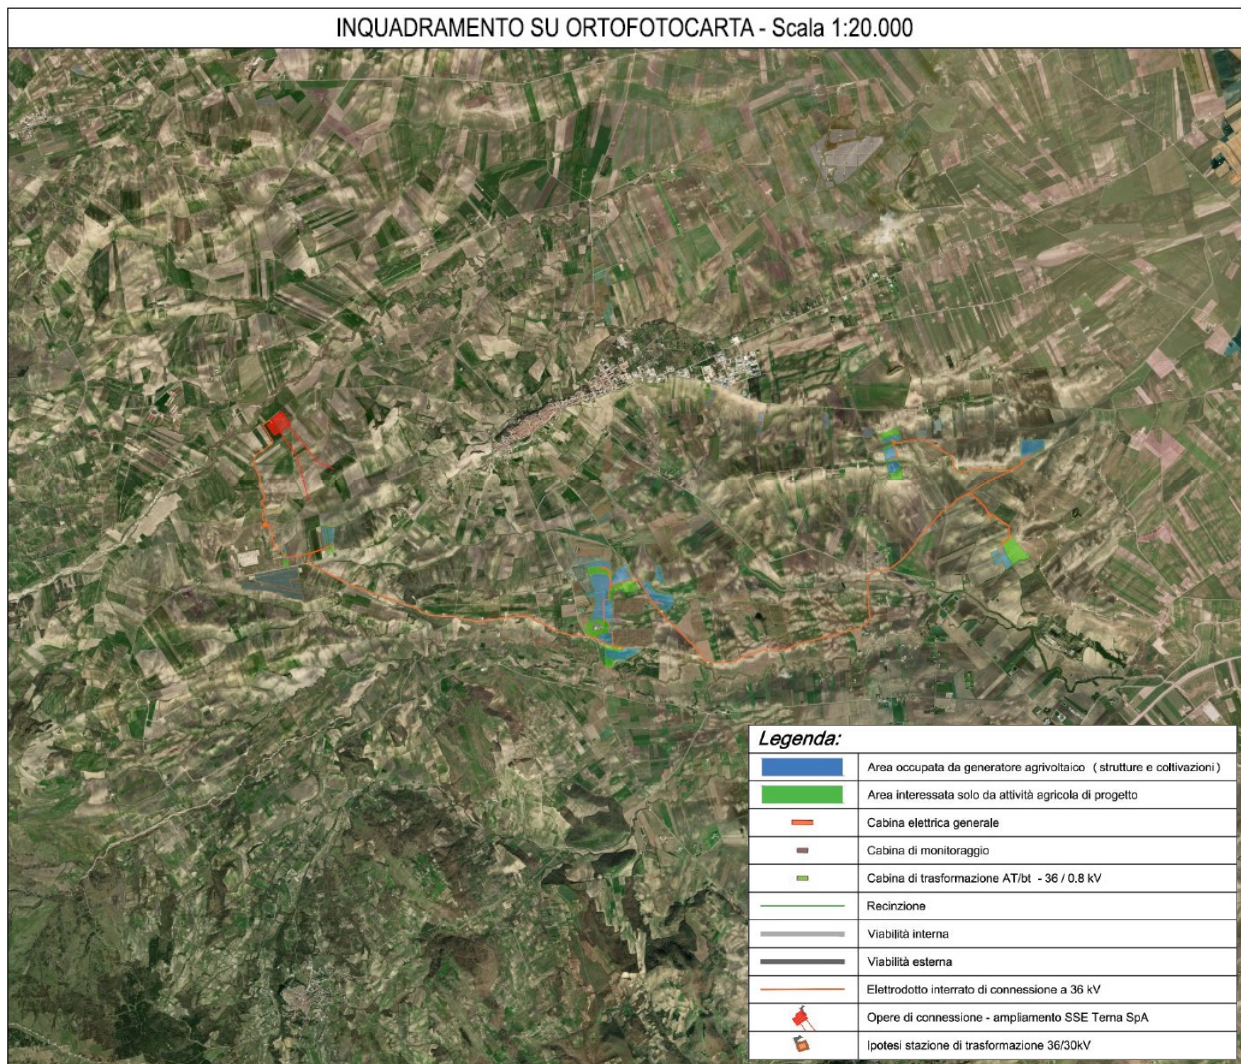 INQUADRAMENTO SU ORTOFOTOCARTA - Scala 1:20.000
Legenda:
Area occupata da generatore agrivoltaico ( strutture e coltivazioni )
Area interessata solo da attività agricola di progetto
Cabina elettrica generale
Cabina di monitoraggio
Cabina di trasformazione AT/bt - 36 / 0.8 kV
Recinzione
Viabilità interna
Viabilità esterna
Elettrodotto interrato di connessione a 36 kV
Opere di connessione - ampliamento SSE Terna SpA
Ipotesi stazione di trasformazione 36/30kV